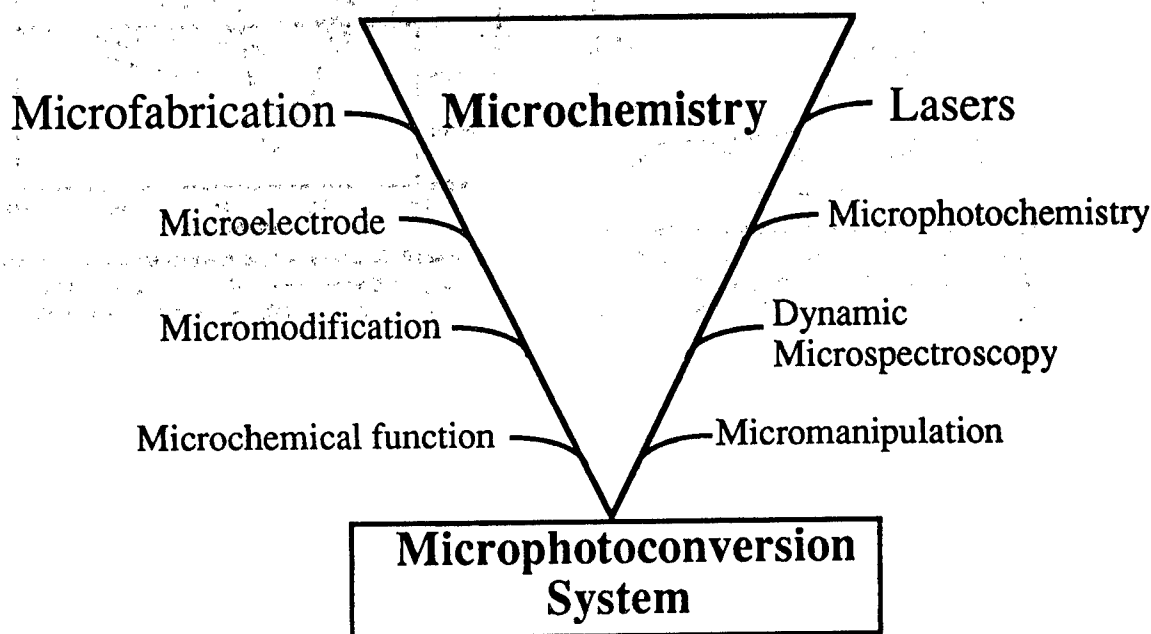 Microfabrication
Microchemistry
Lasers
Microelectrode
Microphotochemistry
Micromodification
Dynamic
Microspectroscopy
Microchemical function
Micromanipulation
Microphotoconversion
System